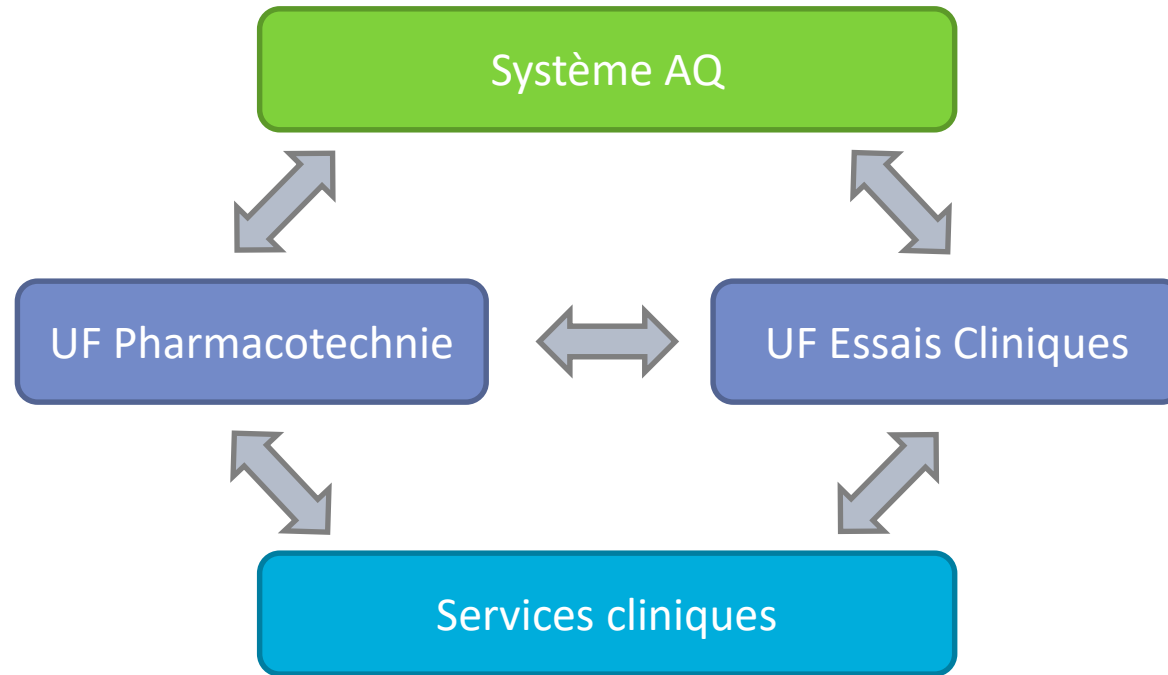 Système AQ
UF Pharmacotechnie
UF Essais Cliniques
Services cliniques